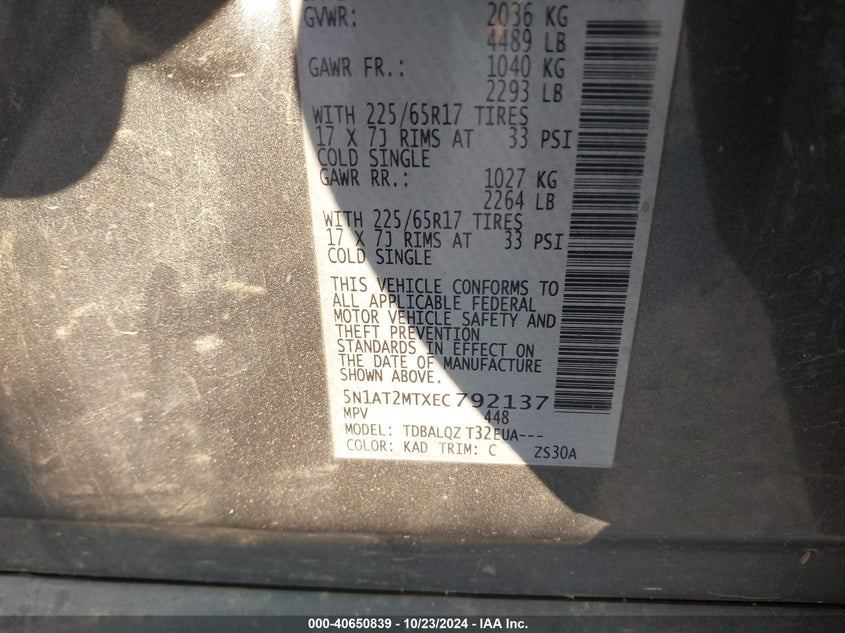 GVWR: 2036 KG
4489 LB
GAWR FR.: 1040 KG
2293 LB
WITH 225/65R17 TIRES
17 X 7J RIMS AT 33 PSI
COLD SINGLE
GAWR RR.: 1027 KG
2264 LB
WITH 225/65R17 TIRES
17 X 7J RIMS AT 33 PSI
COLD SINGLE
THIS VEHICLE CONFORMS TO
ALL APPLICABLE FEDERAL
MOTOR VEHICLE SAFETY AND
THEFT PREVENTION
STANDARDS IN EFFECT ON
THE DATE OF MANUFACTURE
SHOWN ABOVE.
5N1AT2MTXEC792137
MPV 448
MODEL: TDBALQZ T32EUA---
COLOR: KAD TRIM: C ZS30A
000-40650839 - 10/23/2024 - IAA Inc.